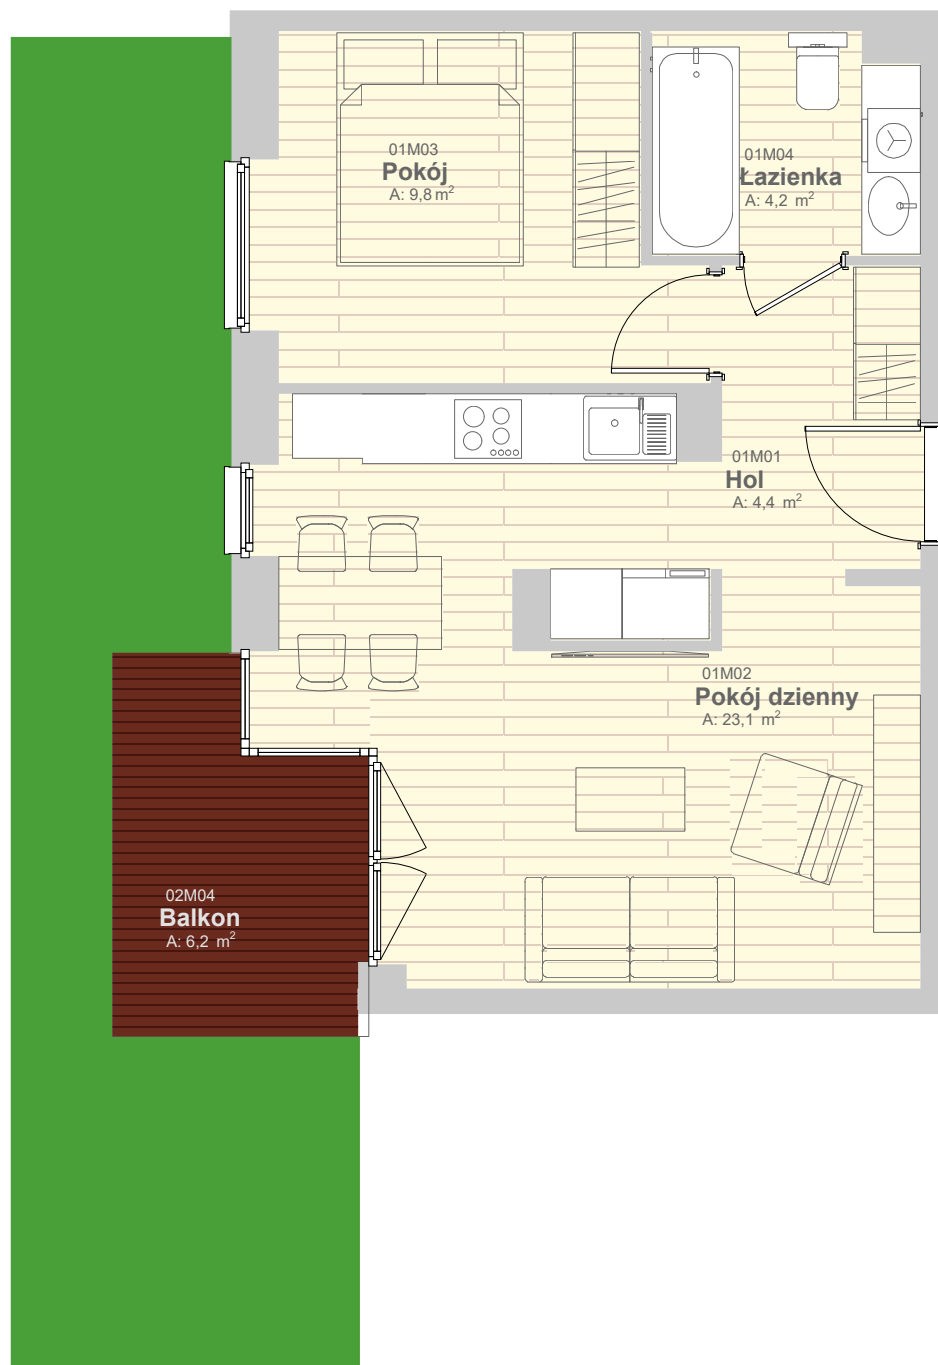 01M03
Pokój
A: 9,8 m²
01M04
Łazienka
A: 4,2 m²
01M01
Hol
A: 4,4 m²
01M02
Pokój dzienny
A: 23,1 m²
02M04
Balkon
A: 6,2 m²